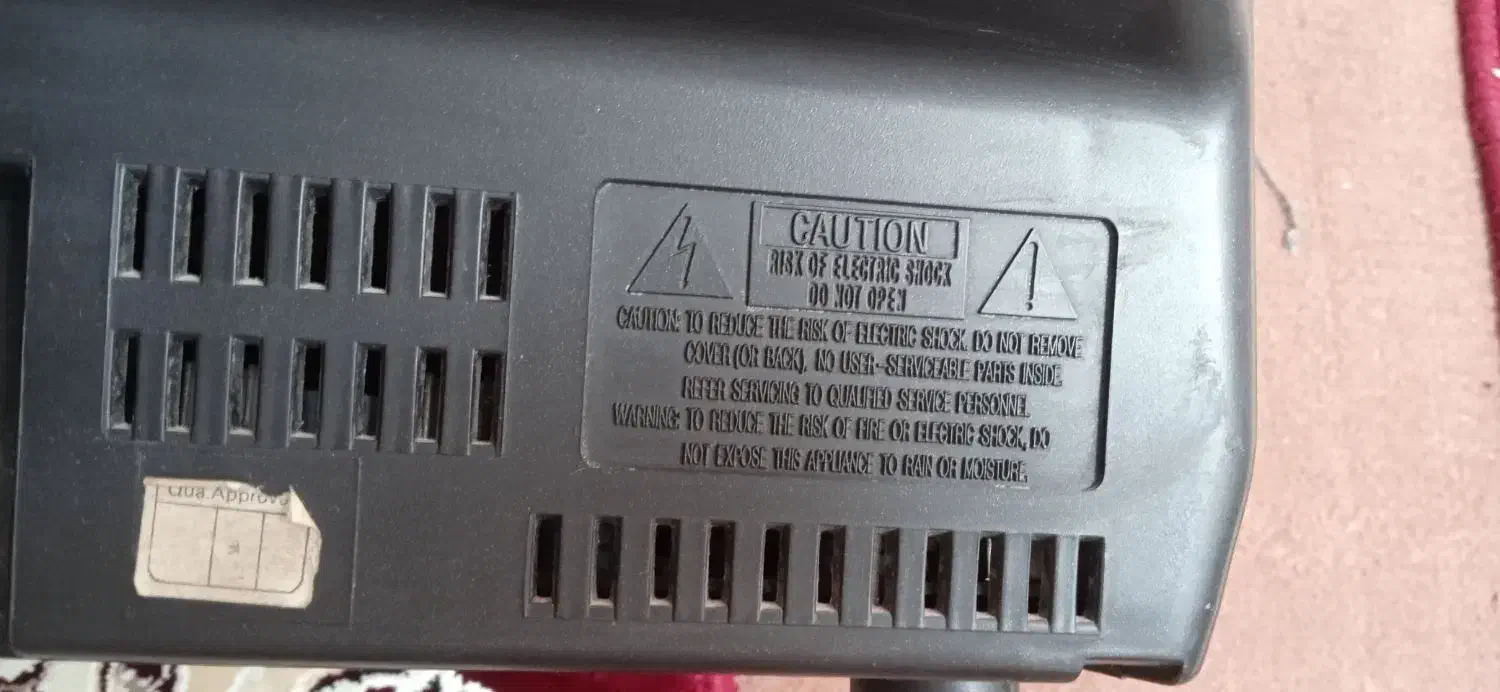 CAUTION
RISK OF ELECTRIC SHOCK
DO NOT OPEN
CAUTION: TO REDUCE THE RISK OF ELECTRIC SHOCK. DO NOT REMOVE
COVER (OR BACK), NO USER-SERVICEABLE PARTS INSIDE
REFER SERVICING TO QUALIFIED SERVICE PERSONNEL.
WARNING: TO REDUCE THE RISK OF FIRE OR ELECTRIC SHOCK, DO
NOT EXPOSE THIS APPLIANCE TO RAIN OR MOISTURE.
Qua.Approve